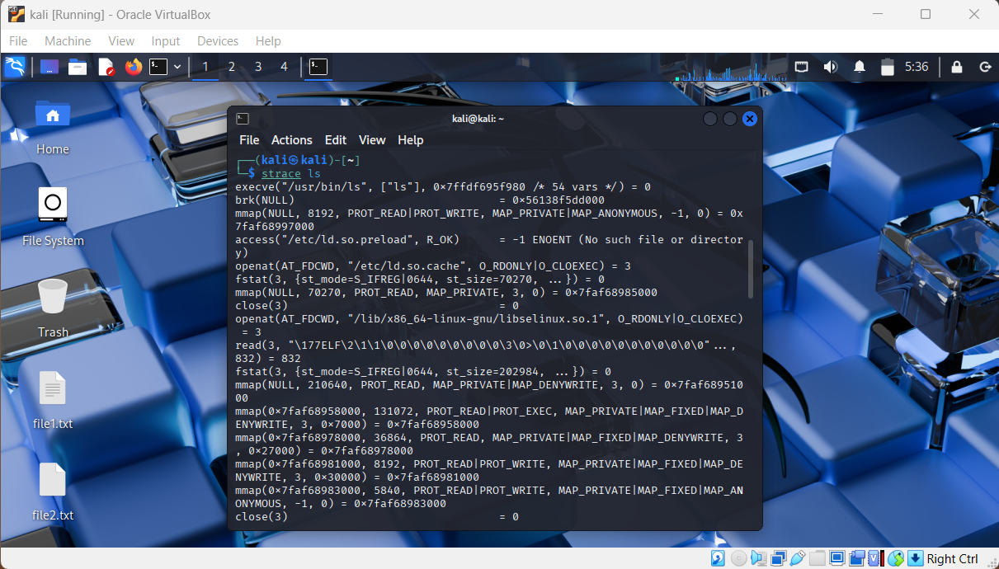 kali [Running] - Oracle VirtualBox
File Machine View Input Devices Help
1 2 3 4
5:36
Home
File System
Trash
file1.txt
file2.txt
kali@kali: ~
File Actions Edit View Help
┌──(kali㉿kali)-[~]
└─$ strace ls
execve("/usr/bin/ls", ["ls"], 0x7ffdf695f980 /* 54 vars */) = 0
brk(NULL)                               = 0x56138f5dd000
mmap(NULL, 8192, PROT_READ|PROT_WRITE, MAP_PRIVATE|MAP_ANONYMOUS, -1, 0) = 0x
7faf68997000
access("/etc/ld.so.preload", R_OK)      = -1 ENOENT (No such file or director
y)
openat(AT_FDCWD, "/etc/ld.so.cache", O_RDONLY|O_CLOEXEC) = 3
fstat(3, {st_mode=S_IFREG|0644, st_size=70270, ...}) = 0
mmap(NULL, 70270, PROT_READ, MAP_PRIVATE, 3, 0) = 0x7faf68985000
close(3)                                = 0
openat(AT_FDCWD, "/lib/x86_64-linux-gnu/libselinux.so.1", O_RDONLY|O_CLOEXEC)
 = 3
read(3, "\177ELF\2\1\1\0\0\0\0\0\0\0\0\0\3\0>\0\1\0\0\0\0\0\0\0\0\0\0\0"...,
832) = 832
fstat(3, {st_mode=S_IFREG|0644, st_size=202984, ...}) = 0
mmap(NULL, 210640, PROT_READ, MAP_PRIVATE|MAP_DENYWRITE, 3, 0) = 0x7faf689510
00
mmap(0x7faf68958000, 131072, PROT_READ|PROT_EXEC, MAP_PRIVATE|MAP_FIXED|MAP_D
ENYWRITE, 3, 0x7000) = 0x7faf68958000
mmap(0x7faf68978000, 36864, PROT_READ, MAP_PRIVATE|MAP_FIXED|MAP_DENYWRITE, 3
, 0x27000) = 0x7faf68978000
mmap(0x7faf68981000, 8192, PROT_READ|PROT_WRITE, MAP_PRIVATE|MAP_FIXED|MAP_DE
NYWRITE, 3, 0x30000) = 0x7faf68981000
mmap(0x7faf68983000, 5840, PROT_READ|PROT_WRITE, MAP_PRIVATE|MAP_FIXED|MAP_AN
ONYMOUS, -1, 0) = 0x7faf68983000
close(3)                                = 0
Right Ctrl